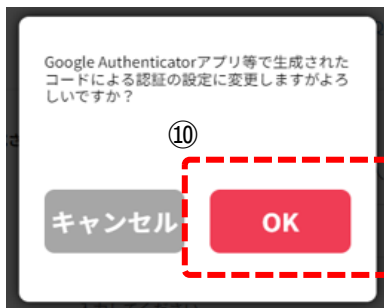 Google Authenticatorアプリ等で生成された
コードによる認証の設定に変更しますがよろ
しいですか？
⑩
キャンセル
OK